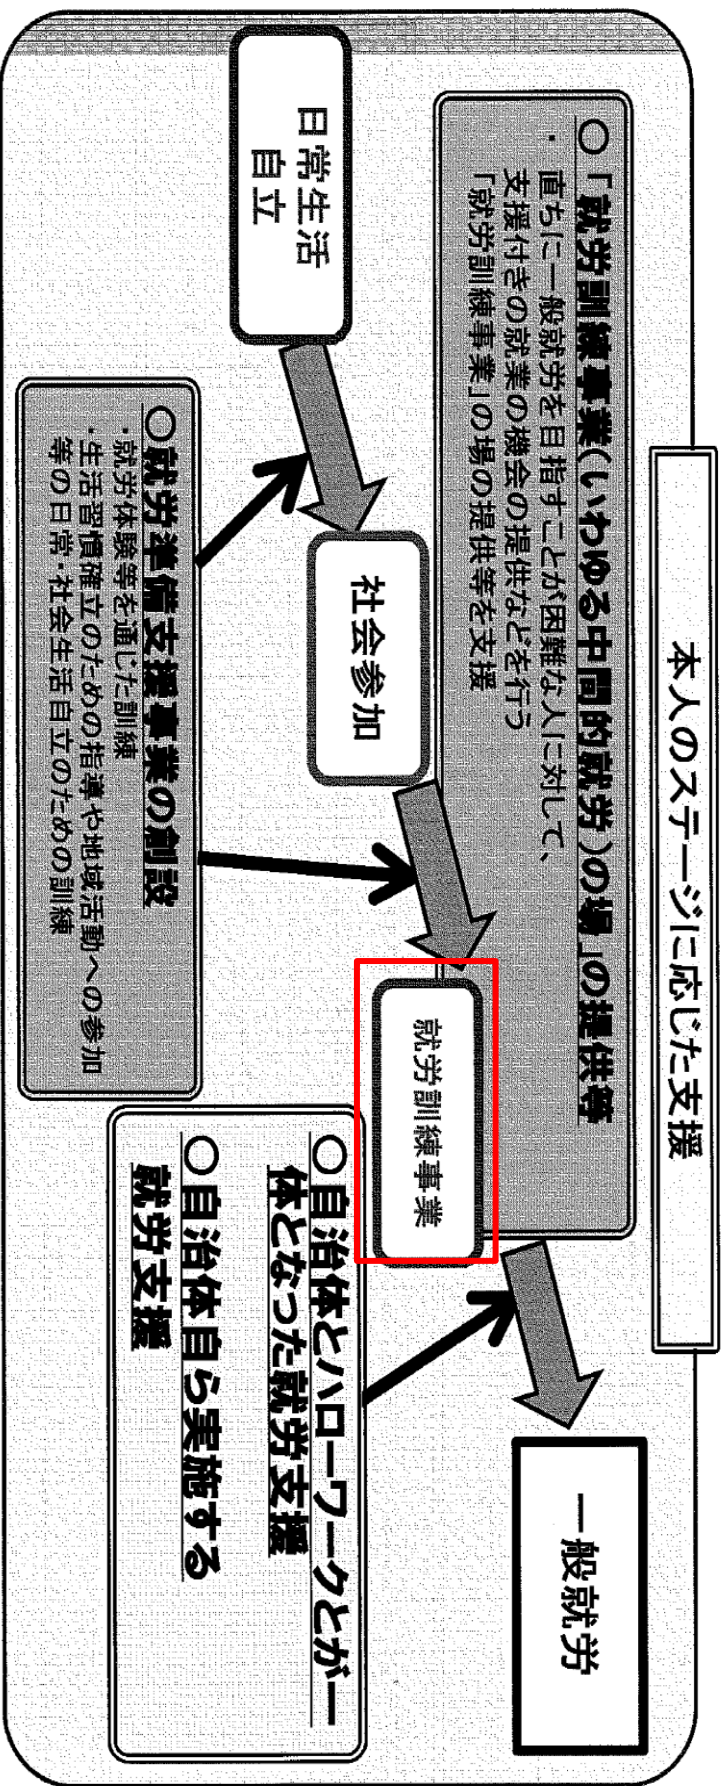 本人のステージに応じた支援
○「就労訓練事業(いわゆる中間的就労)の場」の提供等
・直ちに一般就労を目指すことが困難な人に対して、
支援付きの就業の機会の提供などを行う
「就労訓練事業」の場の提供等を支援
一般就労
就労訓練事業
社会参加
日常生活
自立
○自治体とハローワークとが一
体となった就労支援
○自治体自ら実施する
就労支援
○就労準備支援事業の創設
・就労体験等を通じた訓練
・生活習慣確立のための指導や地域活動への参加
等の日常・社会生活自立のための訓練